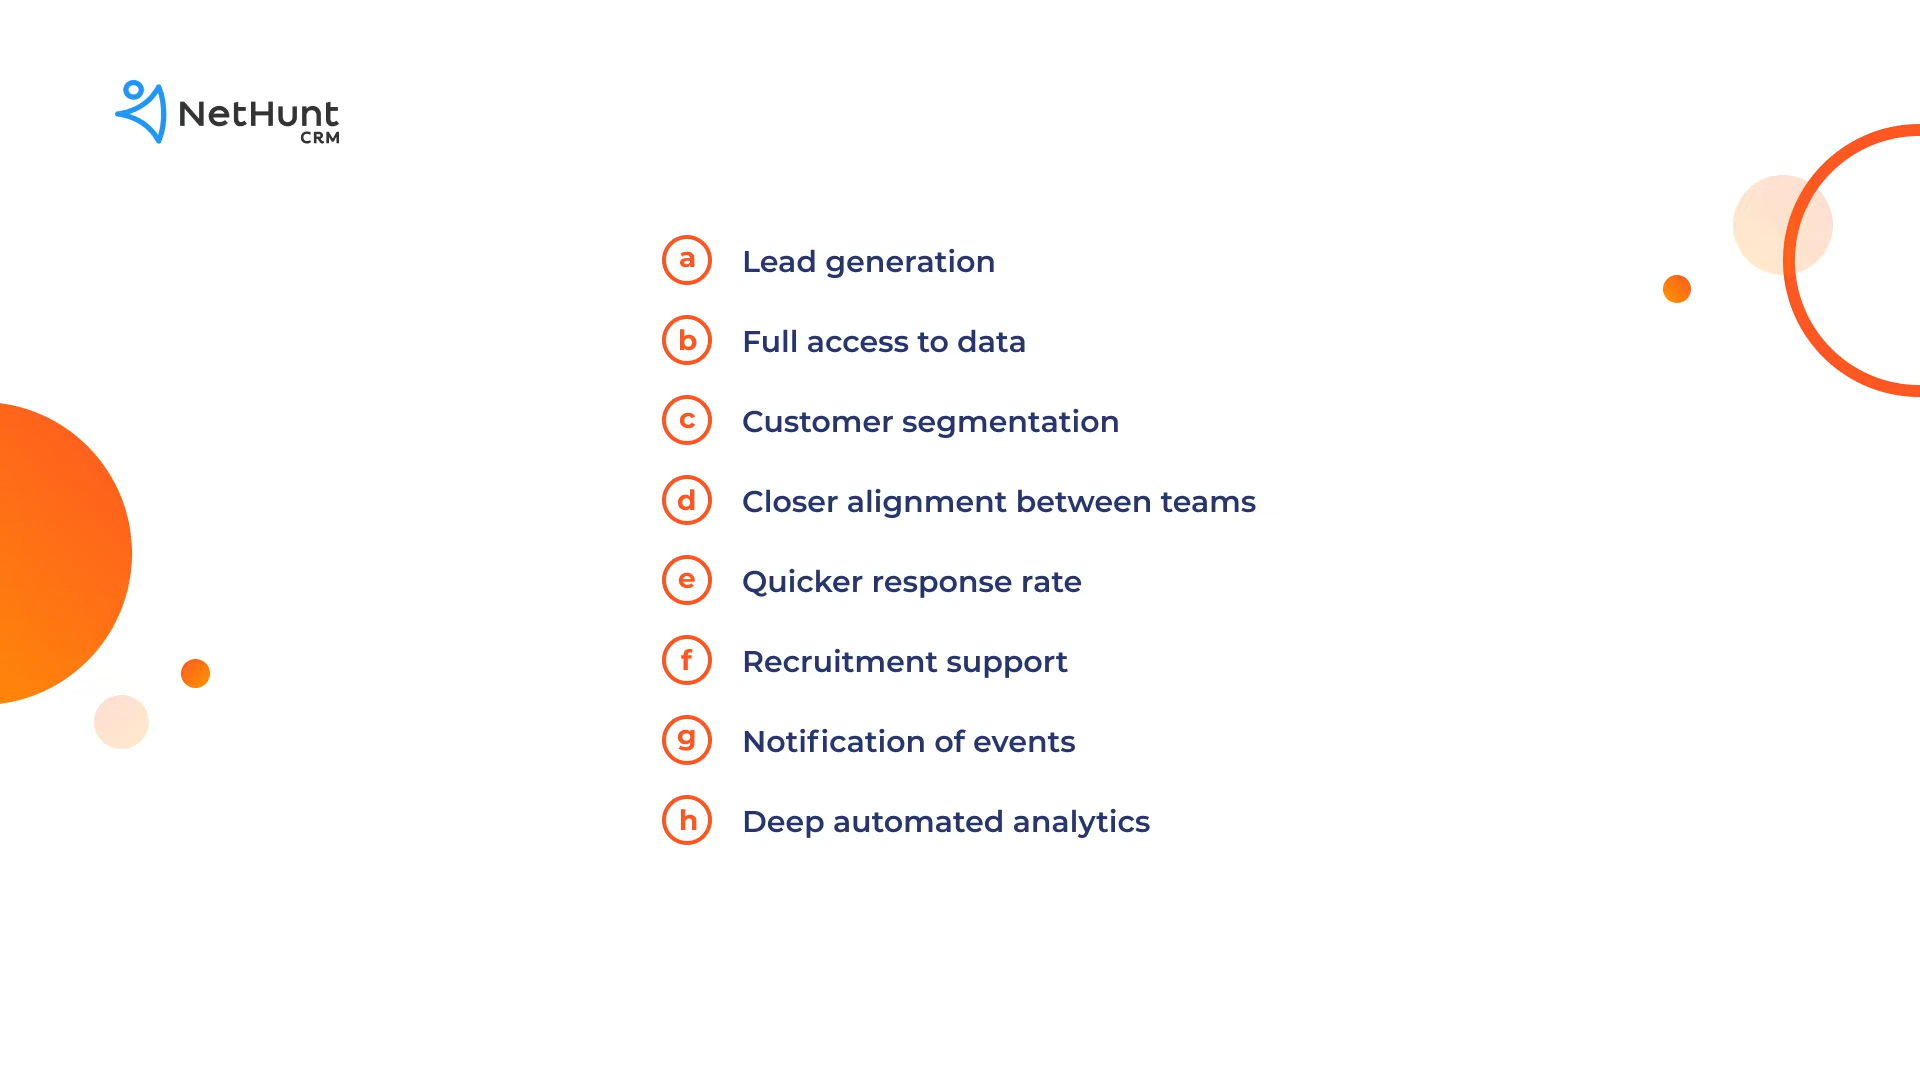 NetHunt
CRM
a Lead generation
b Full access to data
c Customer segmentation
d Closer alignment between teams
e Quicker response rate
f Recruitment support
g Notification of events
h Deep automated analytics